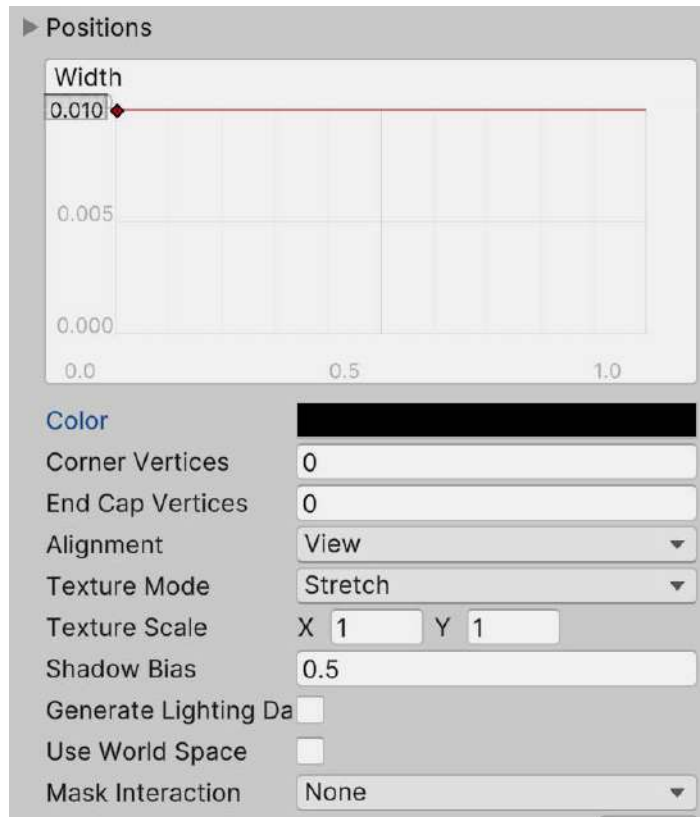 Positions
Width
0.010
0.005
0.000
0.0 0.5 1.0
Color
Corner Vertices 0
End Cap Vertices 0
Alignment View
Texture Mode Stretch
Texture Scale X 1 Y 1
Shadow Bias 0.5
Generate Lighting Da
Use World Space
Mask Interaction None